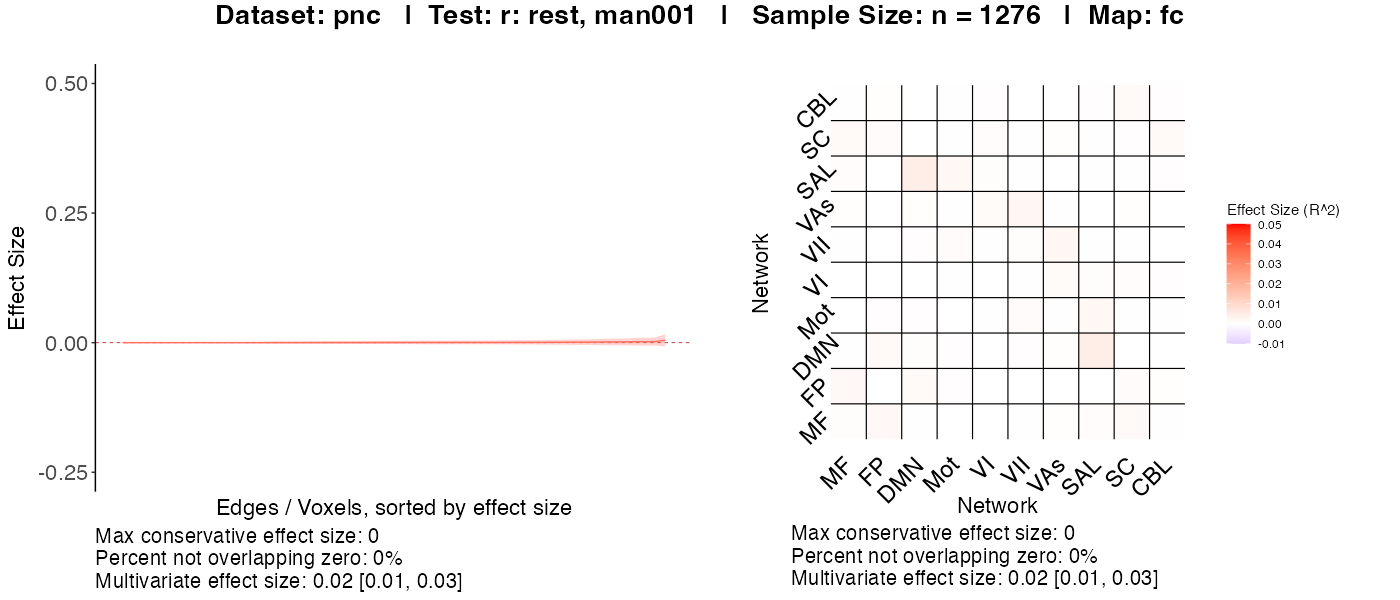 Dataset: pnc | Test: r: rest, man001 | Sample Size: n = 1276 | Map: fc
Effect Size
0.50
0.25
0.00
-0.25
Edges / Voxels, sorted by effect size
Max conservative effect size: 0
Percent not overlapping zero: 0%
Multivariate effect size: 0.02 [0.01, 0.03]
Network
CBL
SC
SAL
VAs
VII
VI
Mot
DMN
FP
MF
MF
FP
DMN
Mot
VI
VII
VAs
SAL
SC
CBL
Network
Max conservative effect size: 0
Percent not overlapping zero: 0%
Multivariate effect size: 0.02 [0.01, 0.03]
Effect Size (R^2)
0.05
0.04
0.03
0.02
0.01
0.00
-0.01